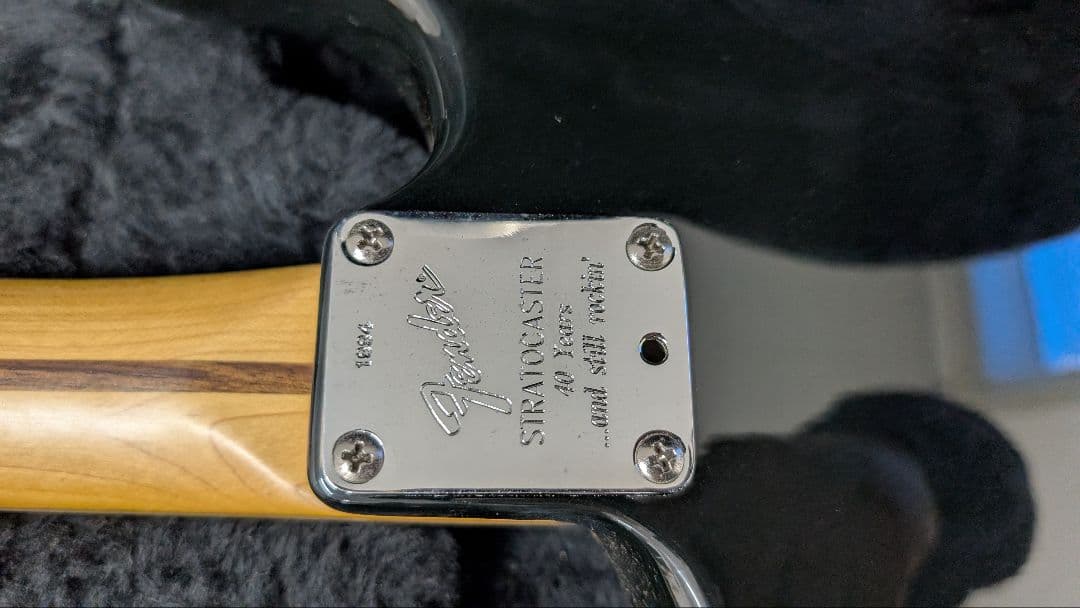 1994
Fender
STRATOCASTER
40 Years
...and still rockin'